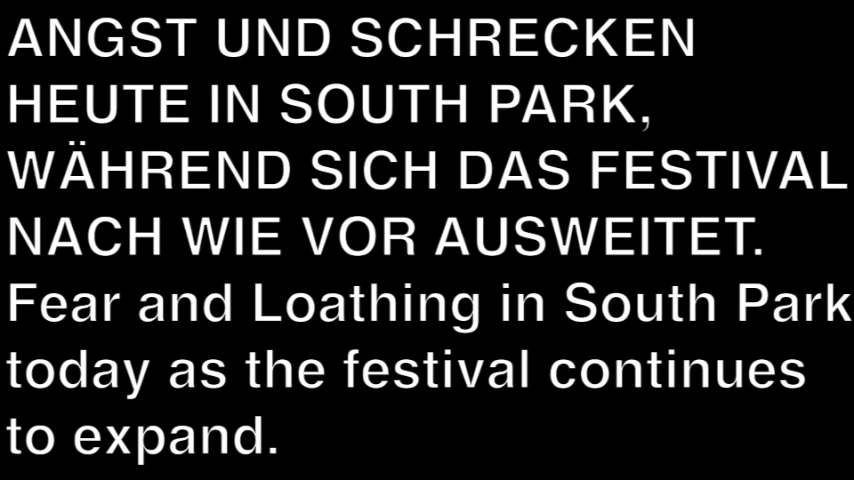 ANGST UND SCHRECKEN
HEUTE IN SOUTH PARK,
WÄHREND SICH DAS FESTIVAL
NACH WIE VOR AUSWEITET.
Fear and Loathing in South Park
today as the festival continues
to expand.